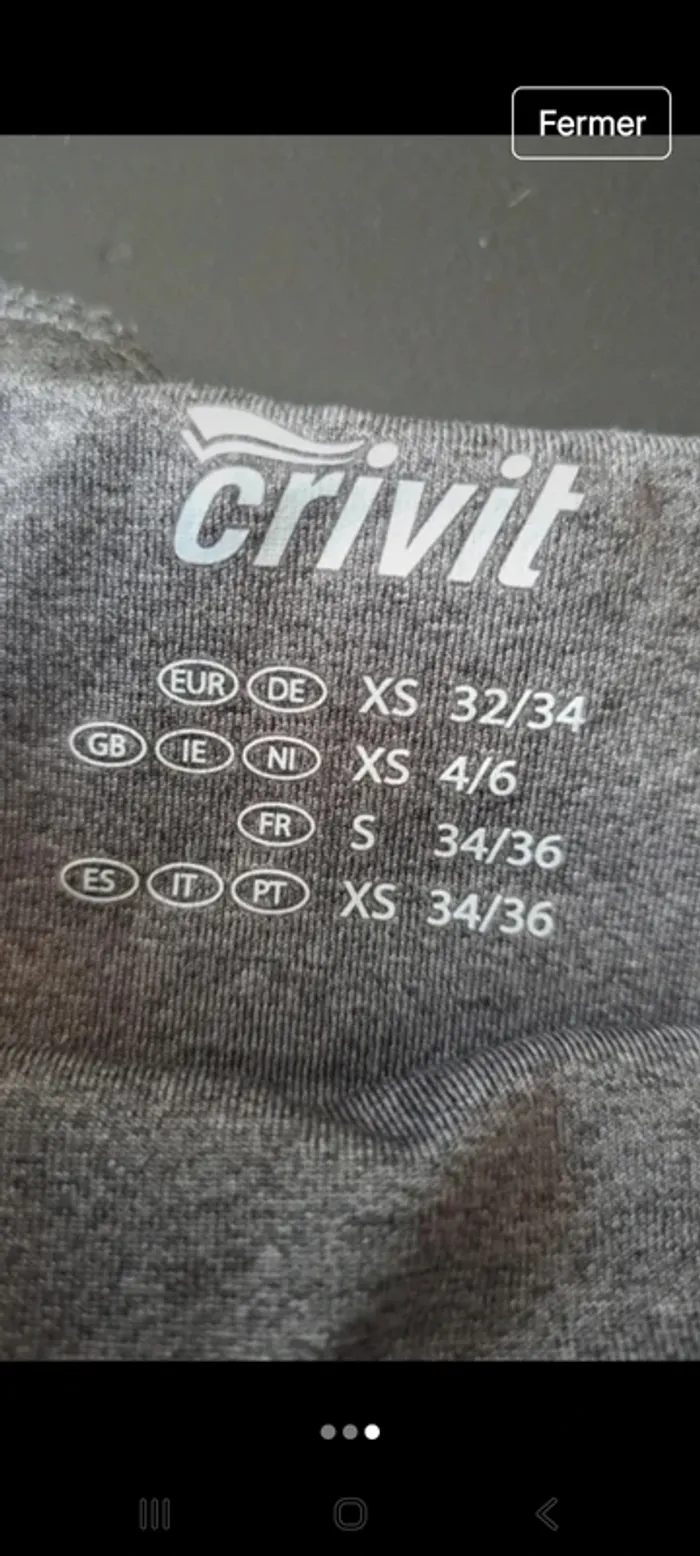 Fermer
crivit
EUR DE XS 32/34
GB IE NI XS 4/6
FR S 34/36
ES IT PT XS 34/36